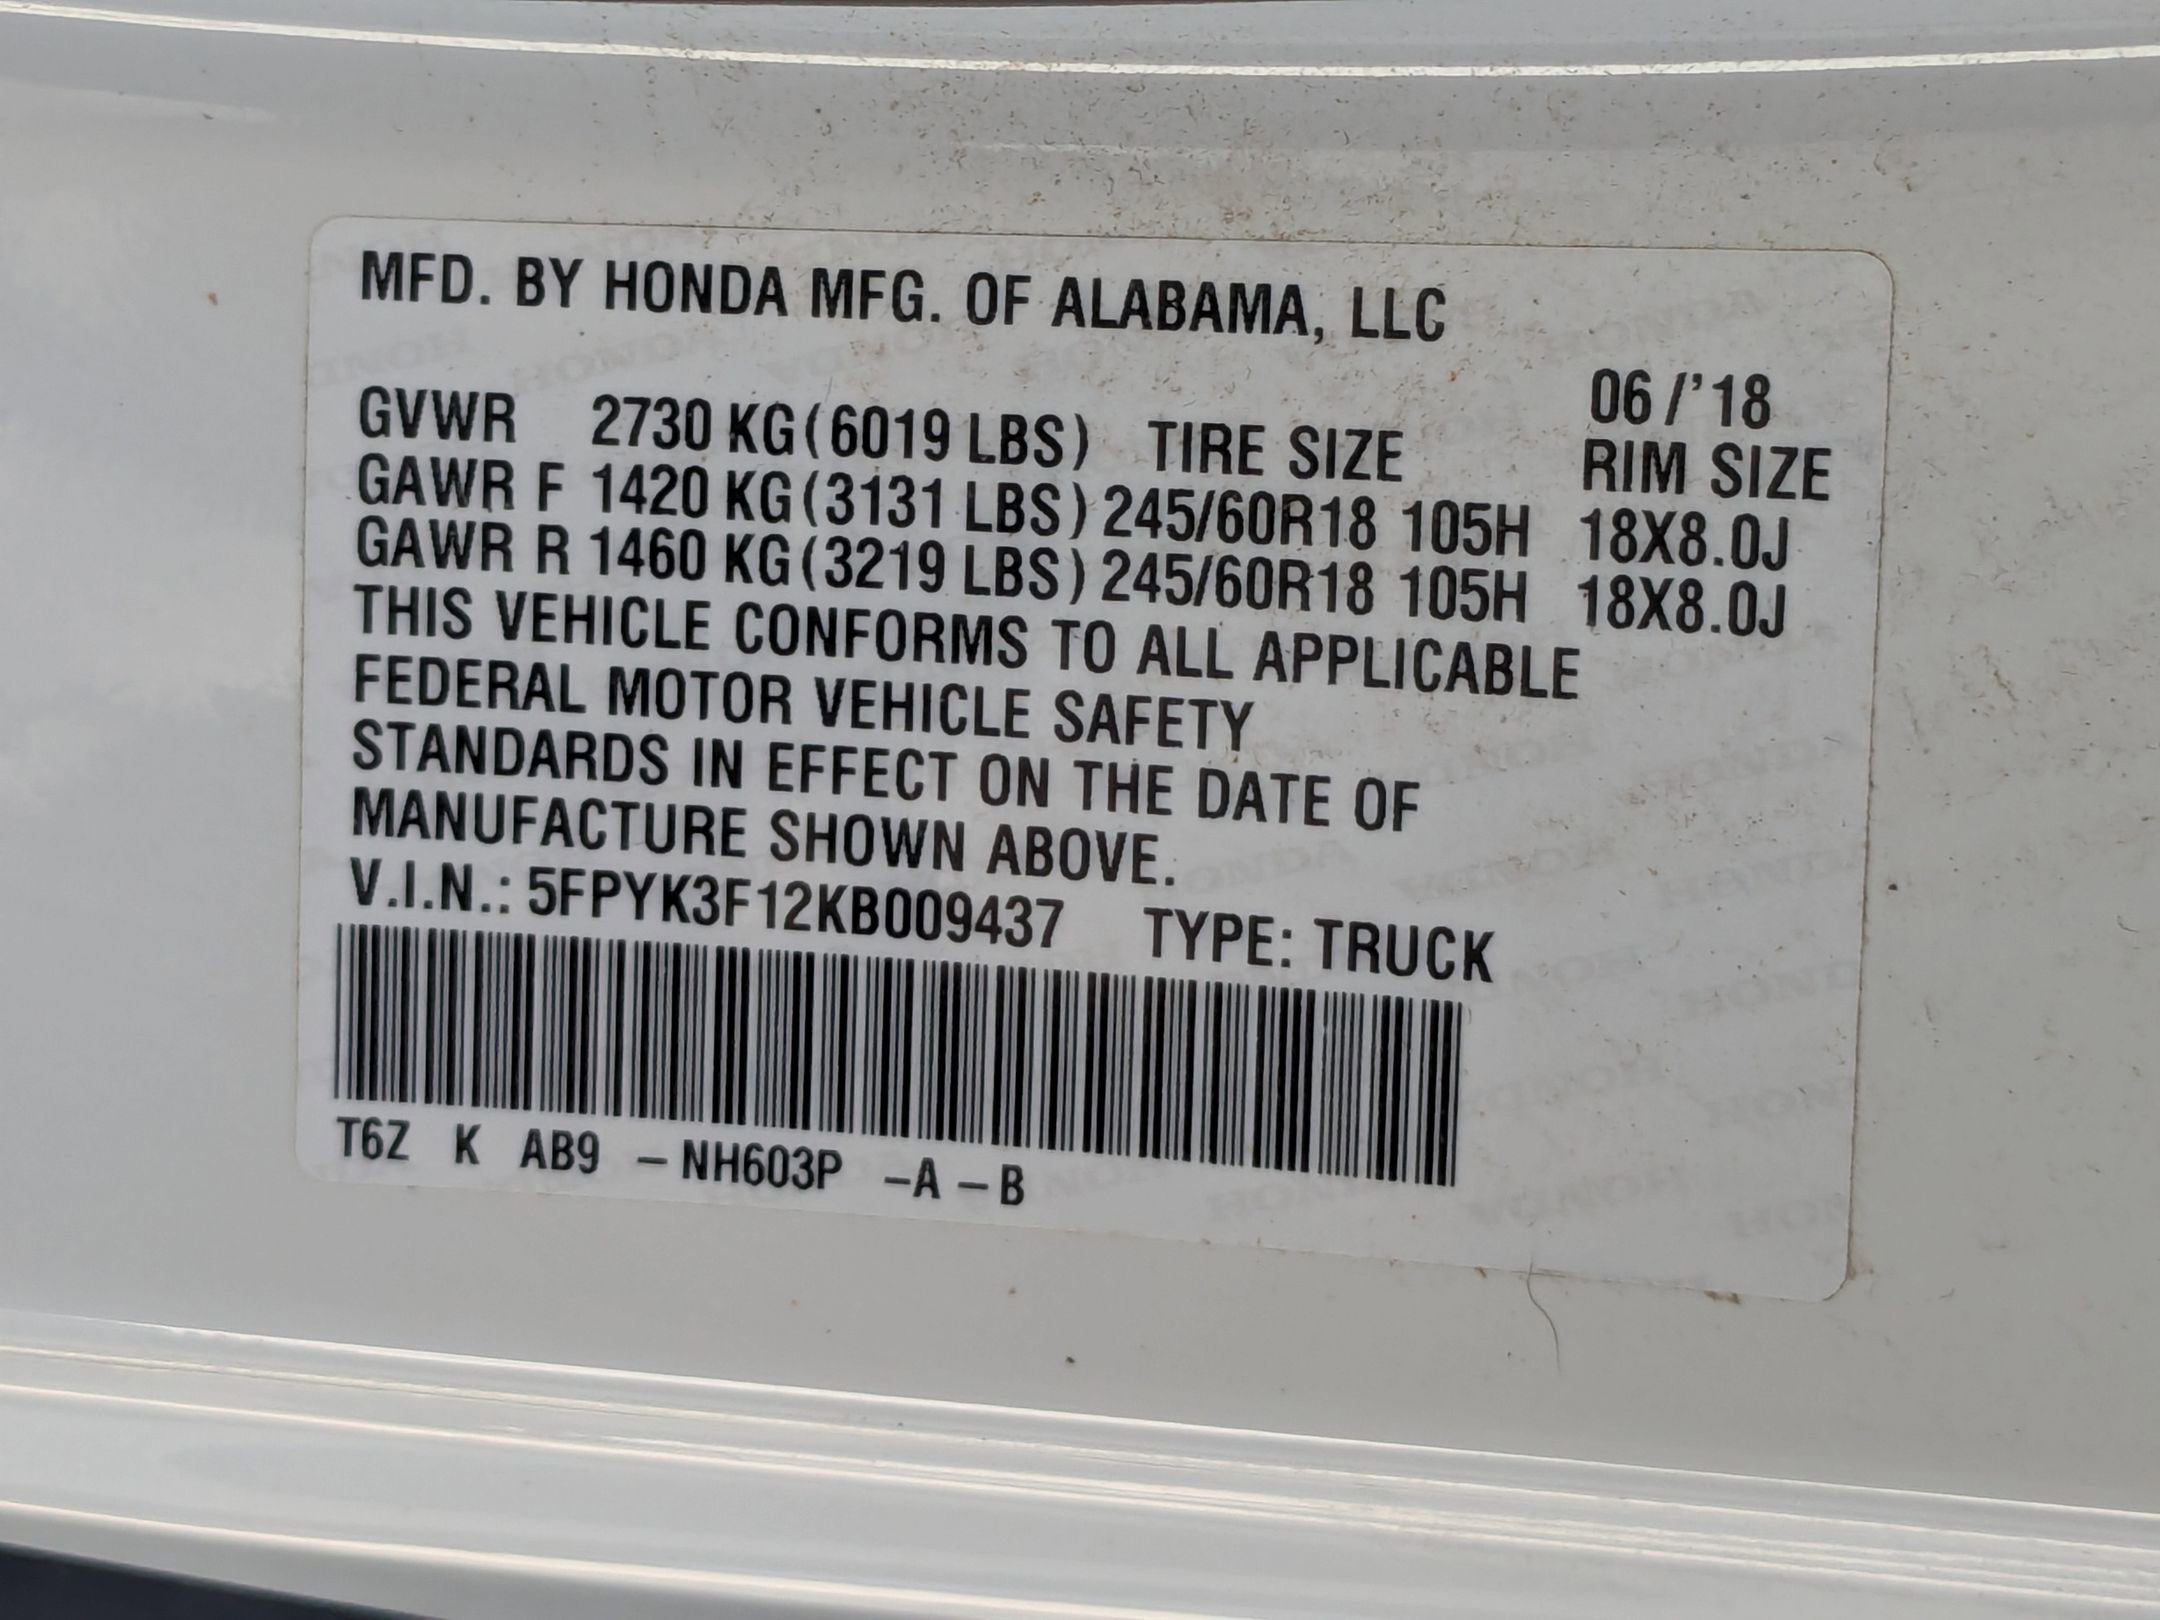 MFD. BY HONDA MFG. OF ALABAMA, LLC
06/'18
GVWR 2730 KG(6019 LBS) TIRE SIZE RIM SIZE
GAWR F 1420 KG(3131 LBS) 245/60R18 105H 18X8.0J
GAWR R 1460 KG(3219 LBS) 245/60R18 105H 18X8.0J
THIS VEHICLE CONFORMS TO ALL APPLICABLE
FEDERAL MOTOR VEHICLE SAFETY
STANDARDS IN EFFECT ON THE DATE OF
MANUFACTURE SHOWN ABOVE.
V.I.N.: 5FPYK3F12KB009437 TYPE: TRUCK
T6Z K AB9 -NH603P -A -B